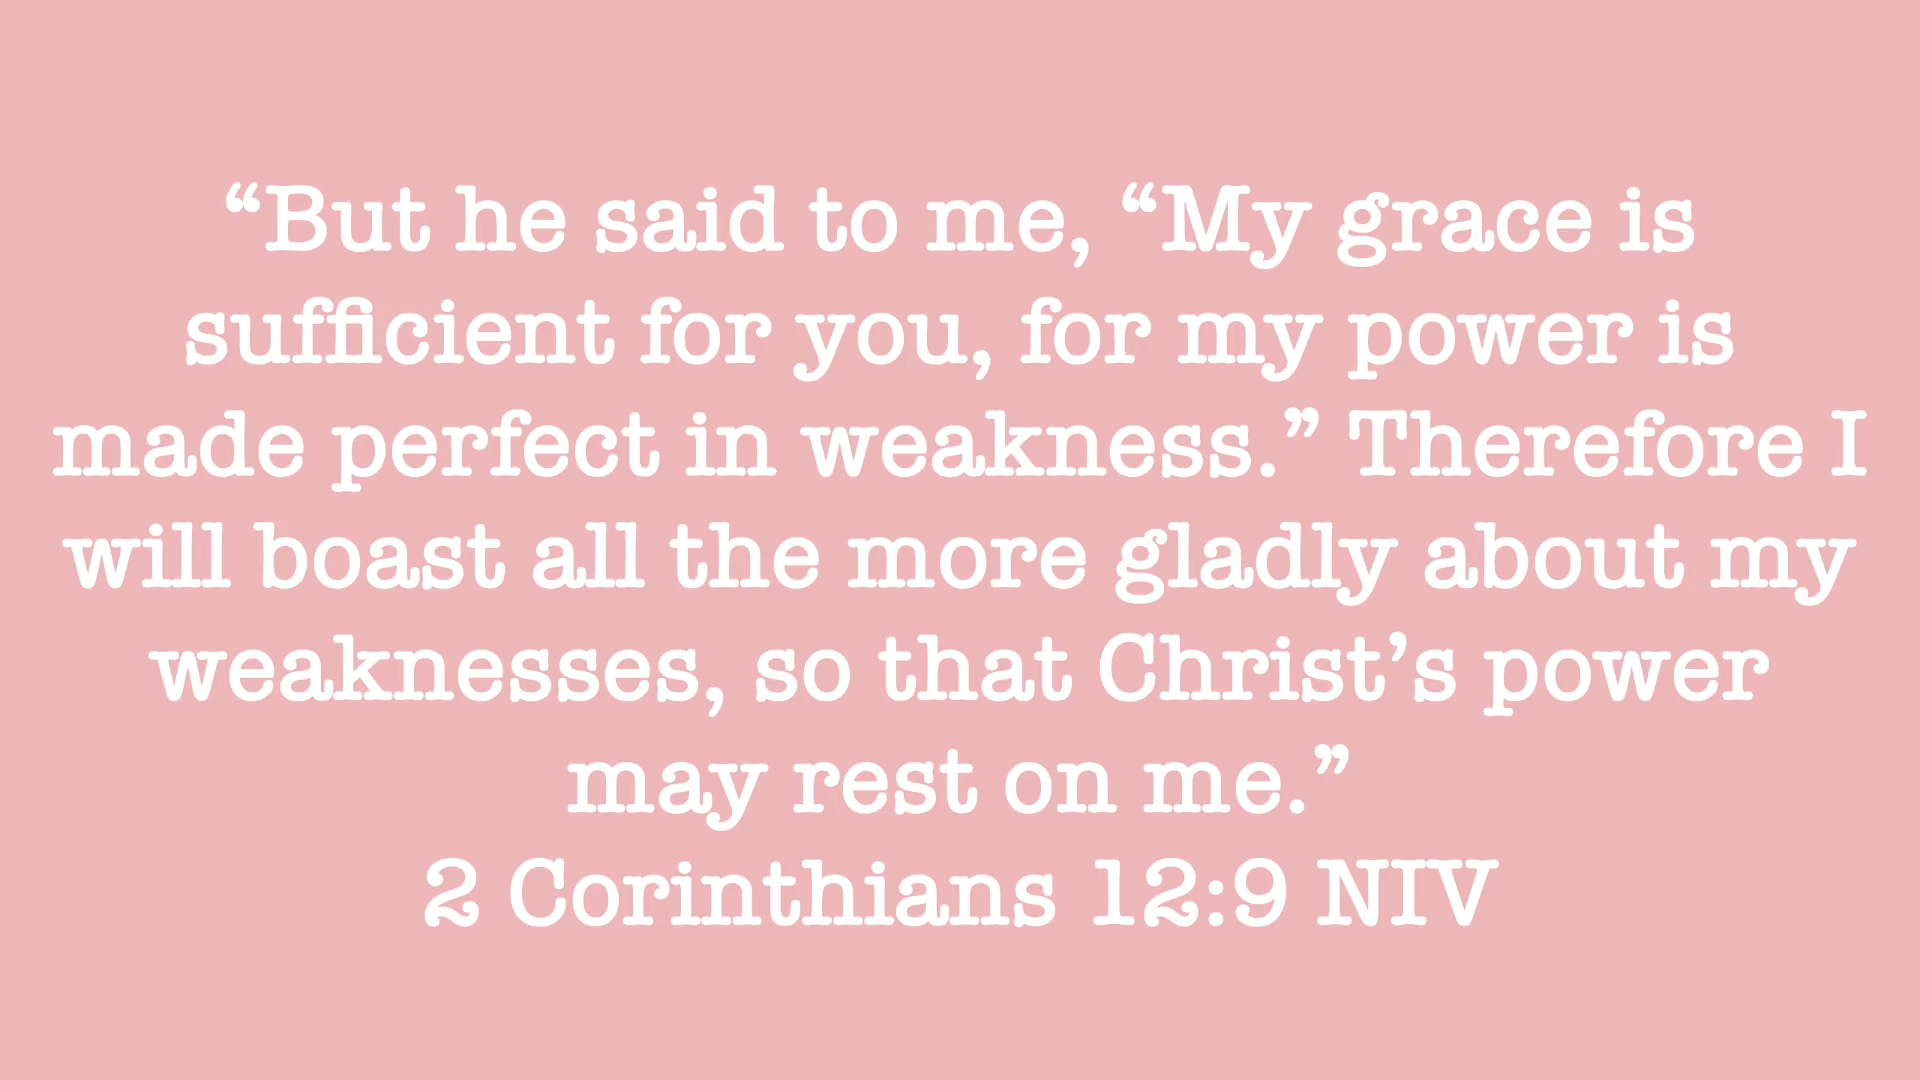 “But he said to me, “My grace is
sufficient for you, for my power is
made perfect in weakness.” Therefore I
will boast all the more gladly about my
weaknesses, so that Christ’s power
may rest on me.”
2 Corinthians 12:9 NIV